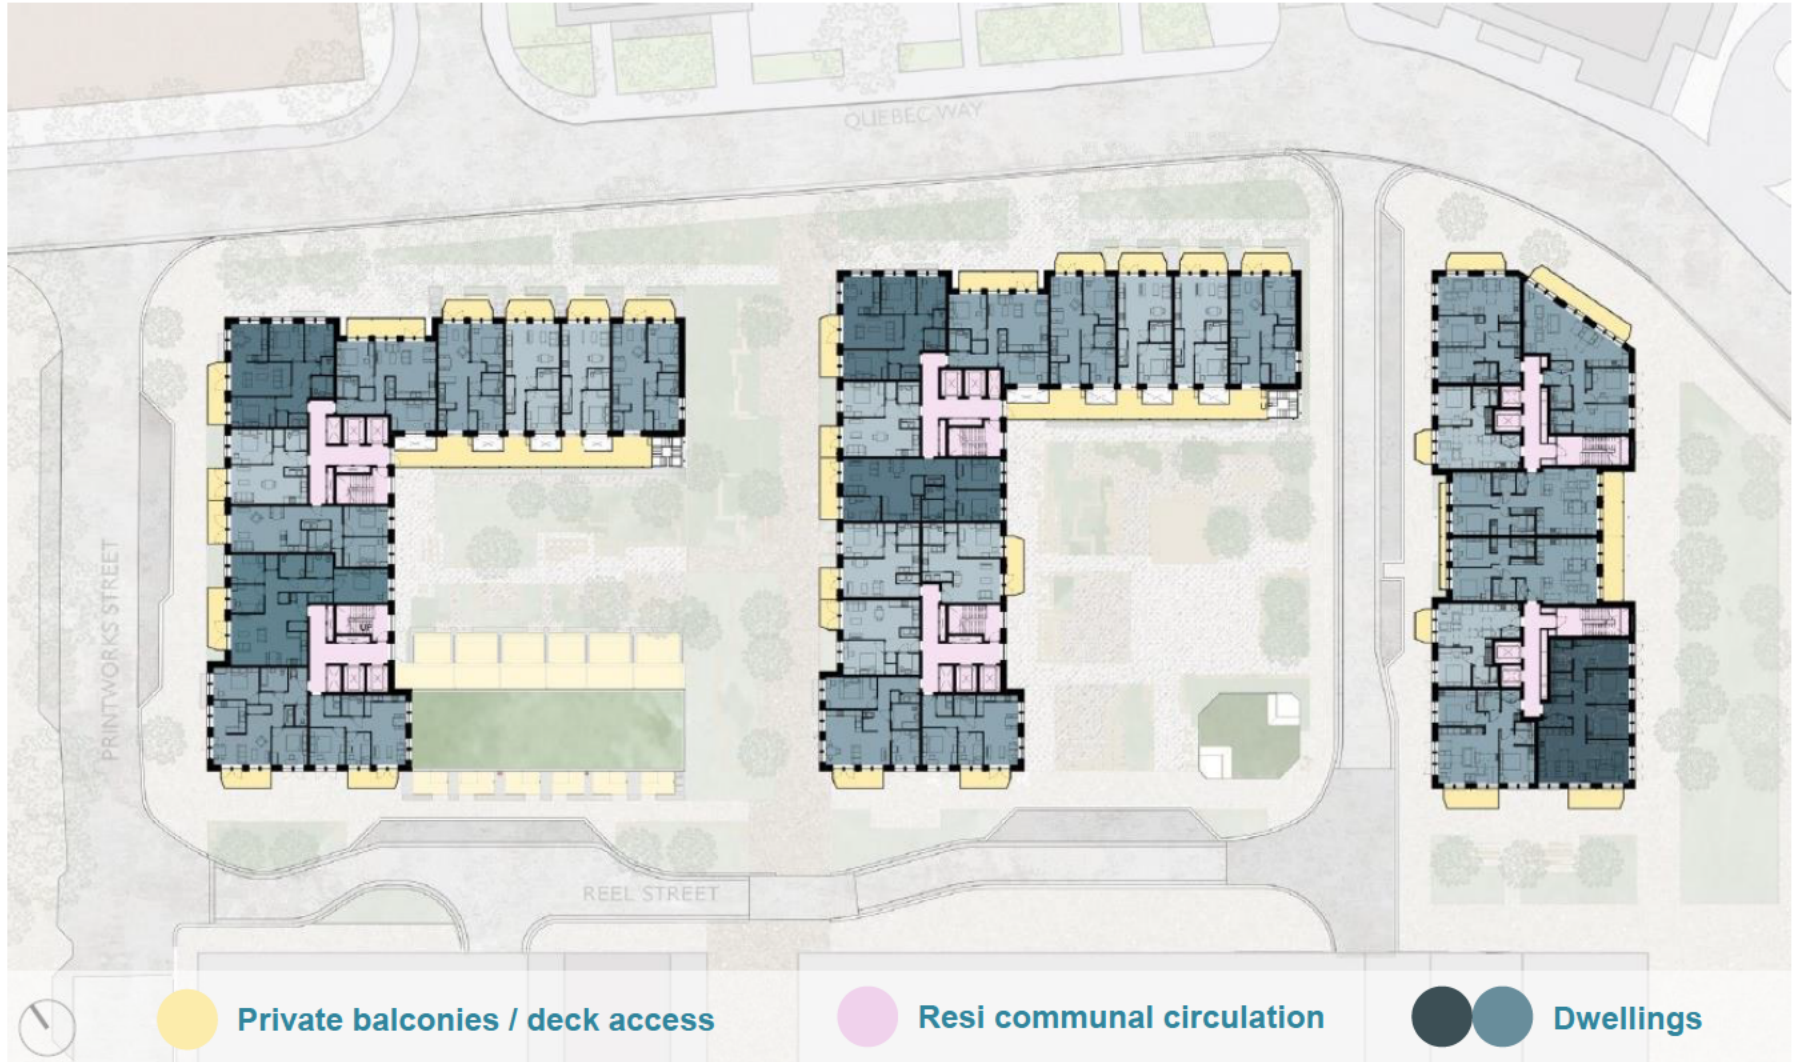 QUEBEC WAY
PRINTWORKS STREET
UP
REEL STREET
Private balconies / deck access
Resi communal circulation
Dwellings